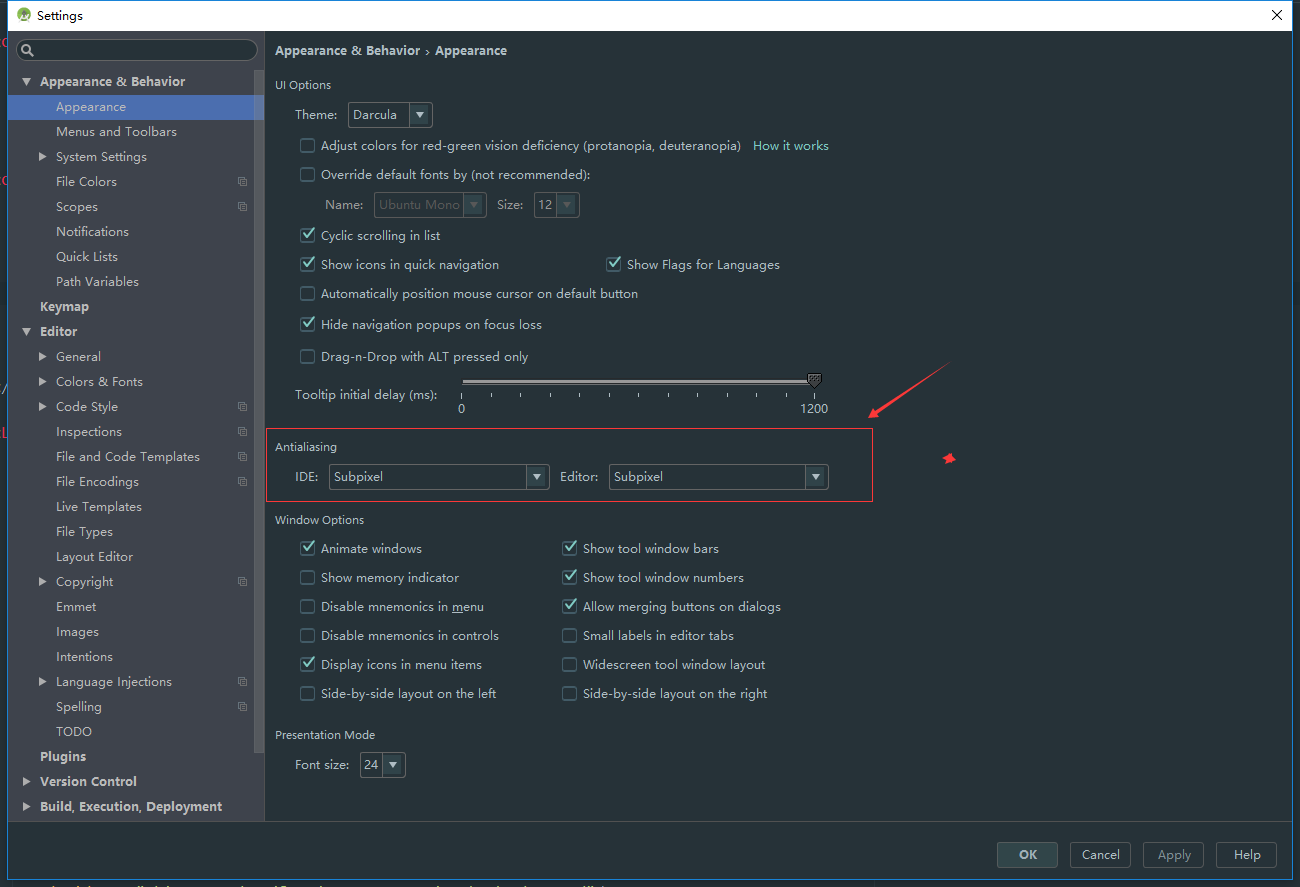 Settings
Appearance & Behavior
Appearance
Menus and Toolbars
System Settings
File Colors
Scopes
Notifications
Quick Lists
Path Variables
Keymap
Editor
General
Colors & Fonts
Code Style
Inspections
File and Code Templates
File Encodings
Live Templates
File Types
Layout Editor
Copyright
Emmet
Images
Intentions
Language Injections
Spelling
TODO
Plugins
Version Control
Build, Execution, Deployment
Appearance & Behavior › Appearance
UI Options
Theme: Darcula
Adjust colors for red-green vision deficiency (protanopia, deuteranopia) How it works
Override default fonts by (not recommended):
Name: Ubuntu Mono Size: 12
Cyclic scrolling in list
Show icons in quick navigation Show Flags for Languages
Automatically position mouse cursor on default button
Hide navigation popups on focus loss
Drag-n-Drop with ALT pressed only
Tooltip initial delay (ms):
0 1200
Antialiasing
IDE: Subpixel Editor: Subpixel
Window Options
Animate windows Show tool window bars
Show memory indicator Show tool window numbers
Disable mnemonics in menu Allow merging buttons on dialogs
Disable mnemonics in controls Small labels in editor tabs
Display icons in menu items Widescreen tool window layout
Side-by-side layout on the left Side-by-side layout on the right
Presentation Mode
Font size: 24
OK Cancel Apply Help